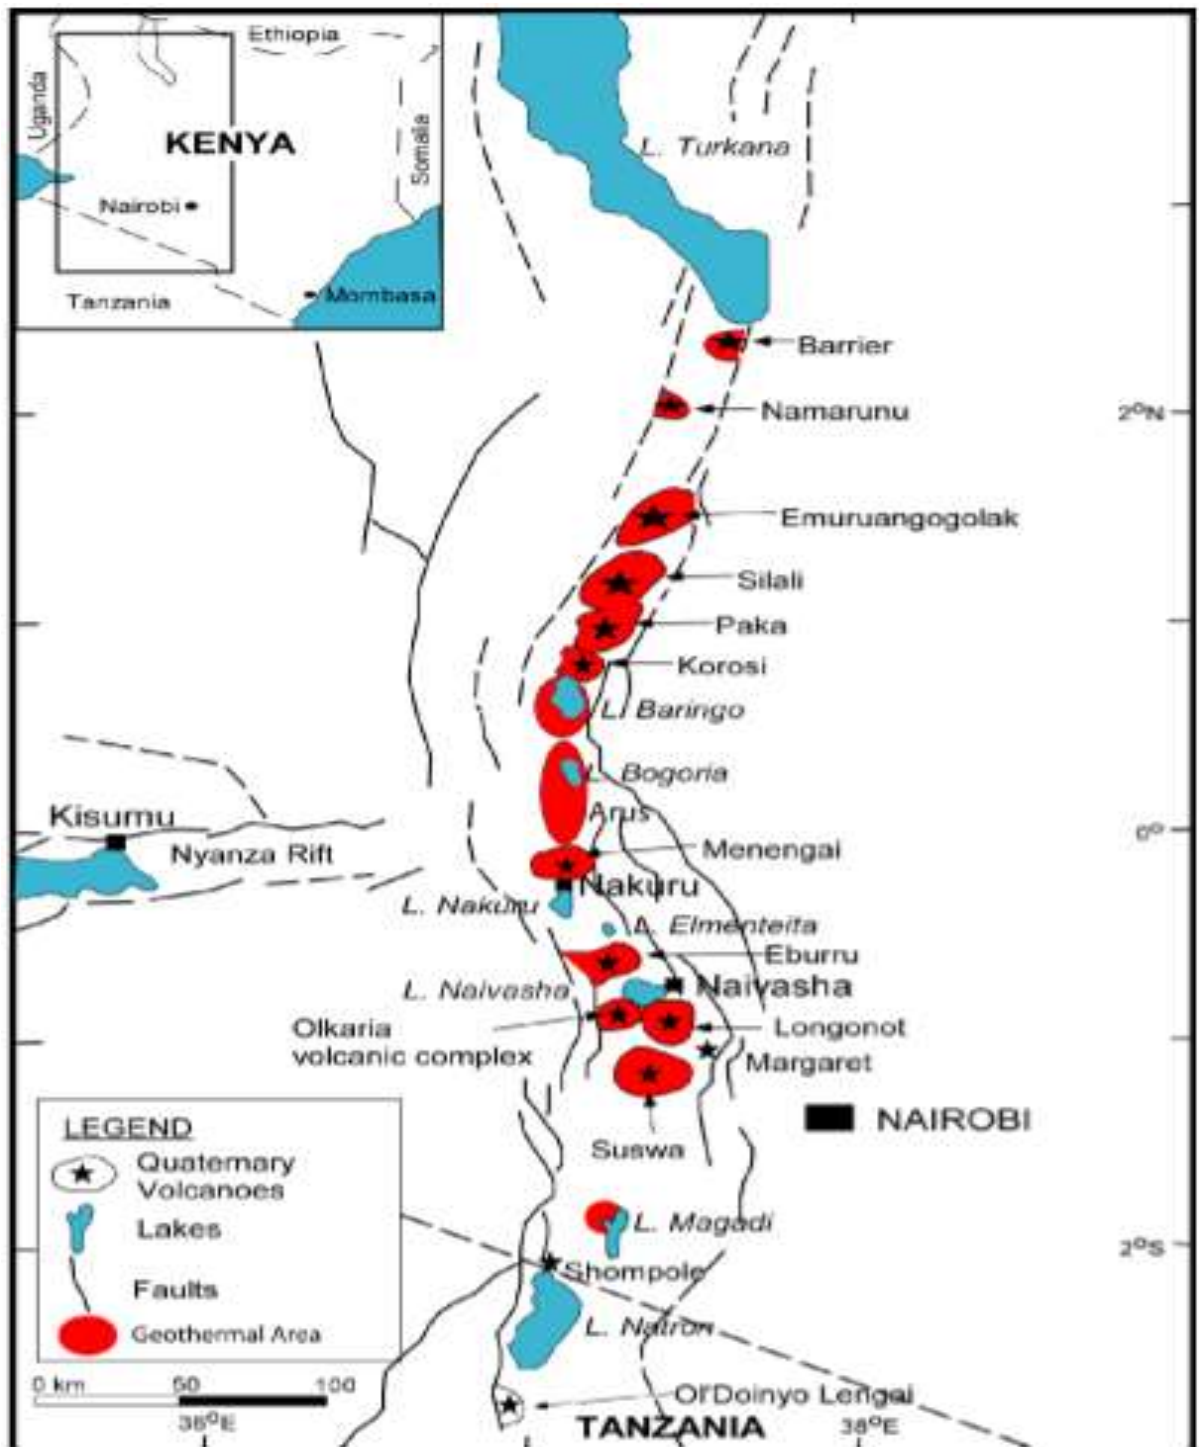 Ethiopia
Uganda
KENYA
Somalia
Nairobi
Tanzania
Mombasa
L. Turkana
Barrier
Namarunu
2°N
Emuruangogolak
Silali
Paka
Korosi
L. Baringo
L. Bogoria
Arus
Kisumu
Nyanza Rift
0°
Menengai
Nakuru
L. Nakuru
L. Elmenteita
Eburru
L. Naivasha
Naivasha
Olkaria
volcanic complex
Longonot
Margaret
NAIROBI
Suswa
LEGEND
Quaternary
Volcanoes
Lakes
Faults
Geothermal Area
L. Magadi
2°S
Shompole
L. Natron
0 km 50 100
Ol'Doinyo Lengai
TANZANIA
36°E
38°E